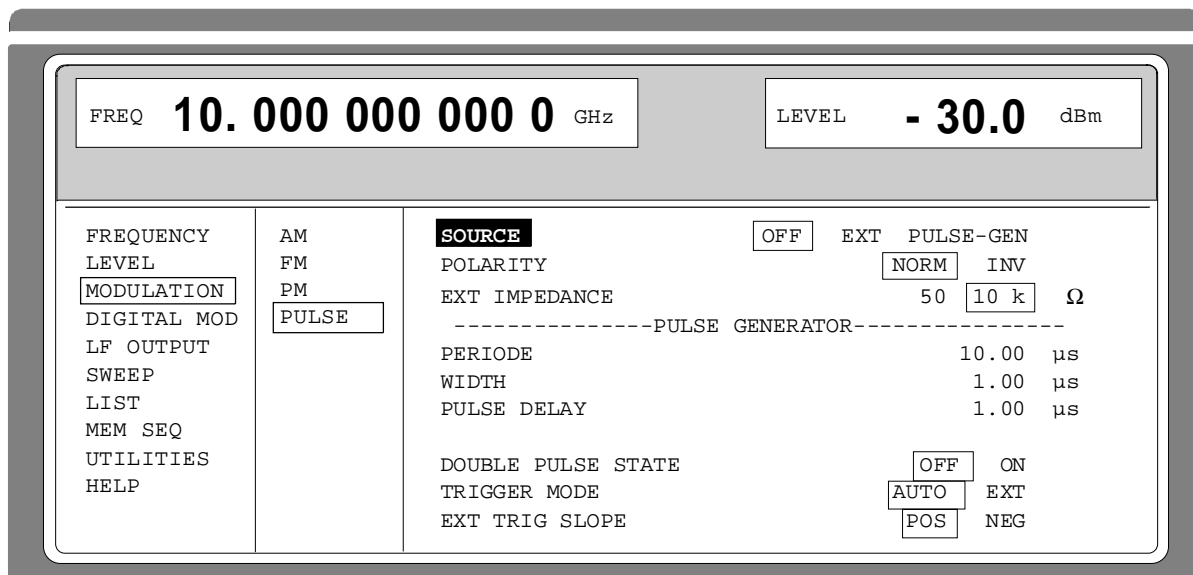 FREQ 10. 000 000 000 0 GHz
LEVEL - 30.0 dBm
FREQUENCY
LEVEL
MODULATION
DIGITAL MOD
LF OUTPUT
SWEEP
LIST
MEM SEQ
UTILITIES
HELP
AM
FM
PM
PULSE
SOURCE OFF EXT PULSE-GEN
POLARITY NORM INV
EXT IMPEDANCE 50 10 k Ω
---------------PULSE GENERATOR----------------
PERIODE 10.00 µs
WIDTH 1.00 µs
PULSE DELAY 1.00 µs
DOUBLE PULSE STATE OFF ON
TRIGGER MODE AUTO EXT
EXT TRIG SLOPE POS NEG